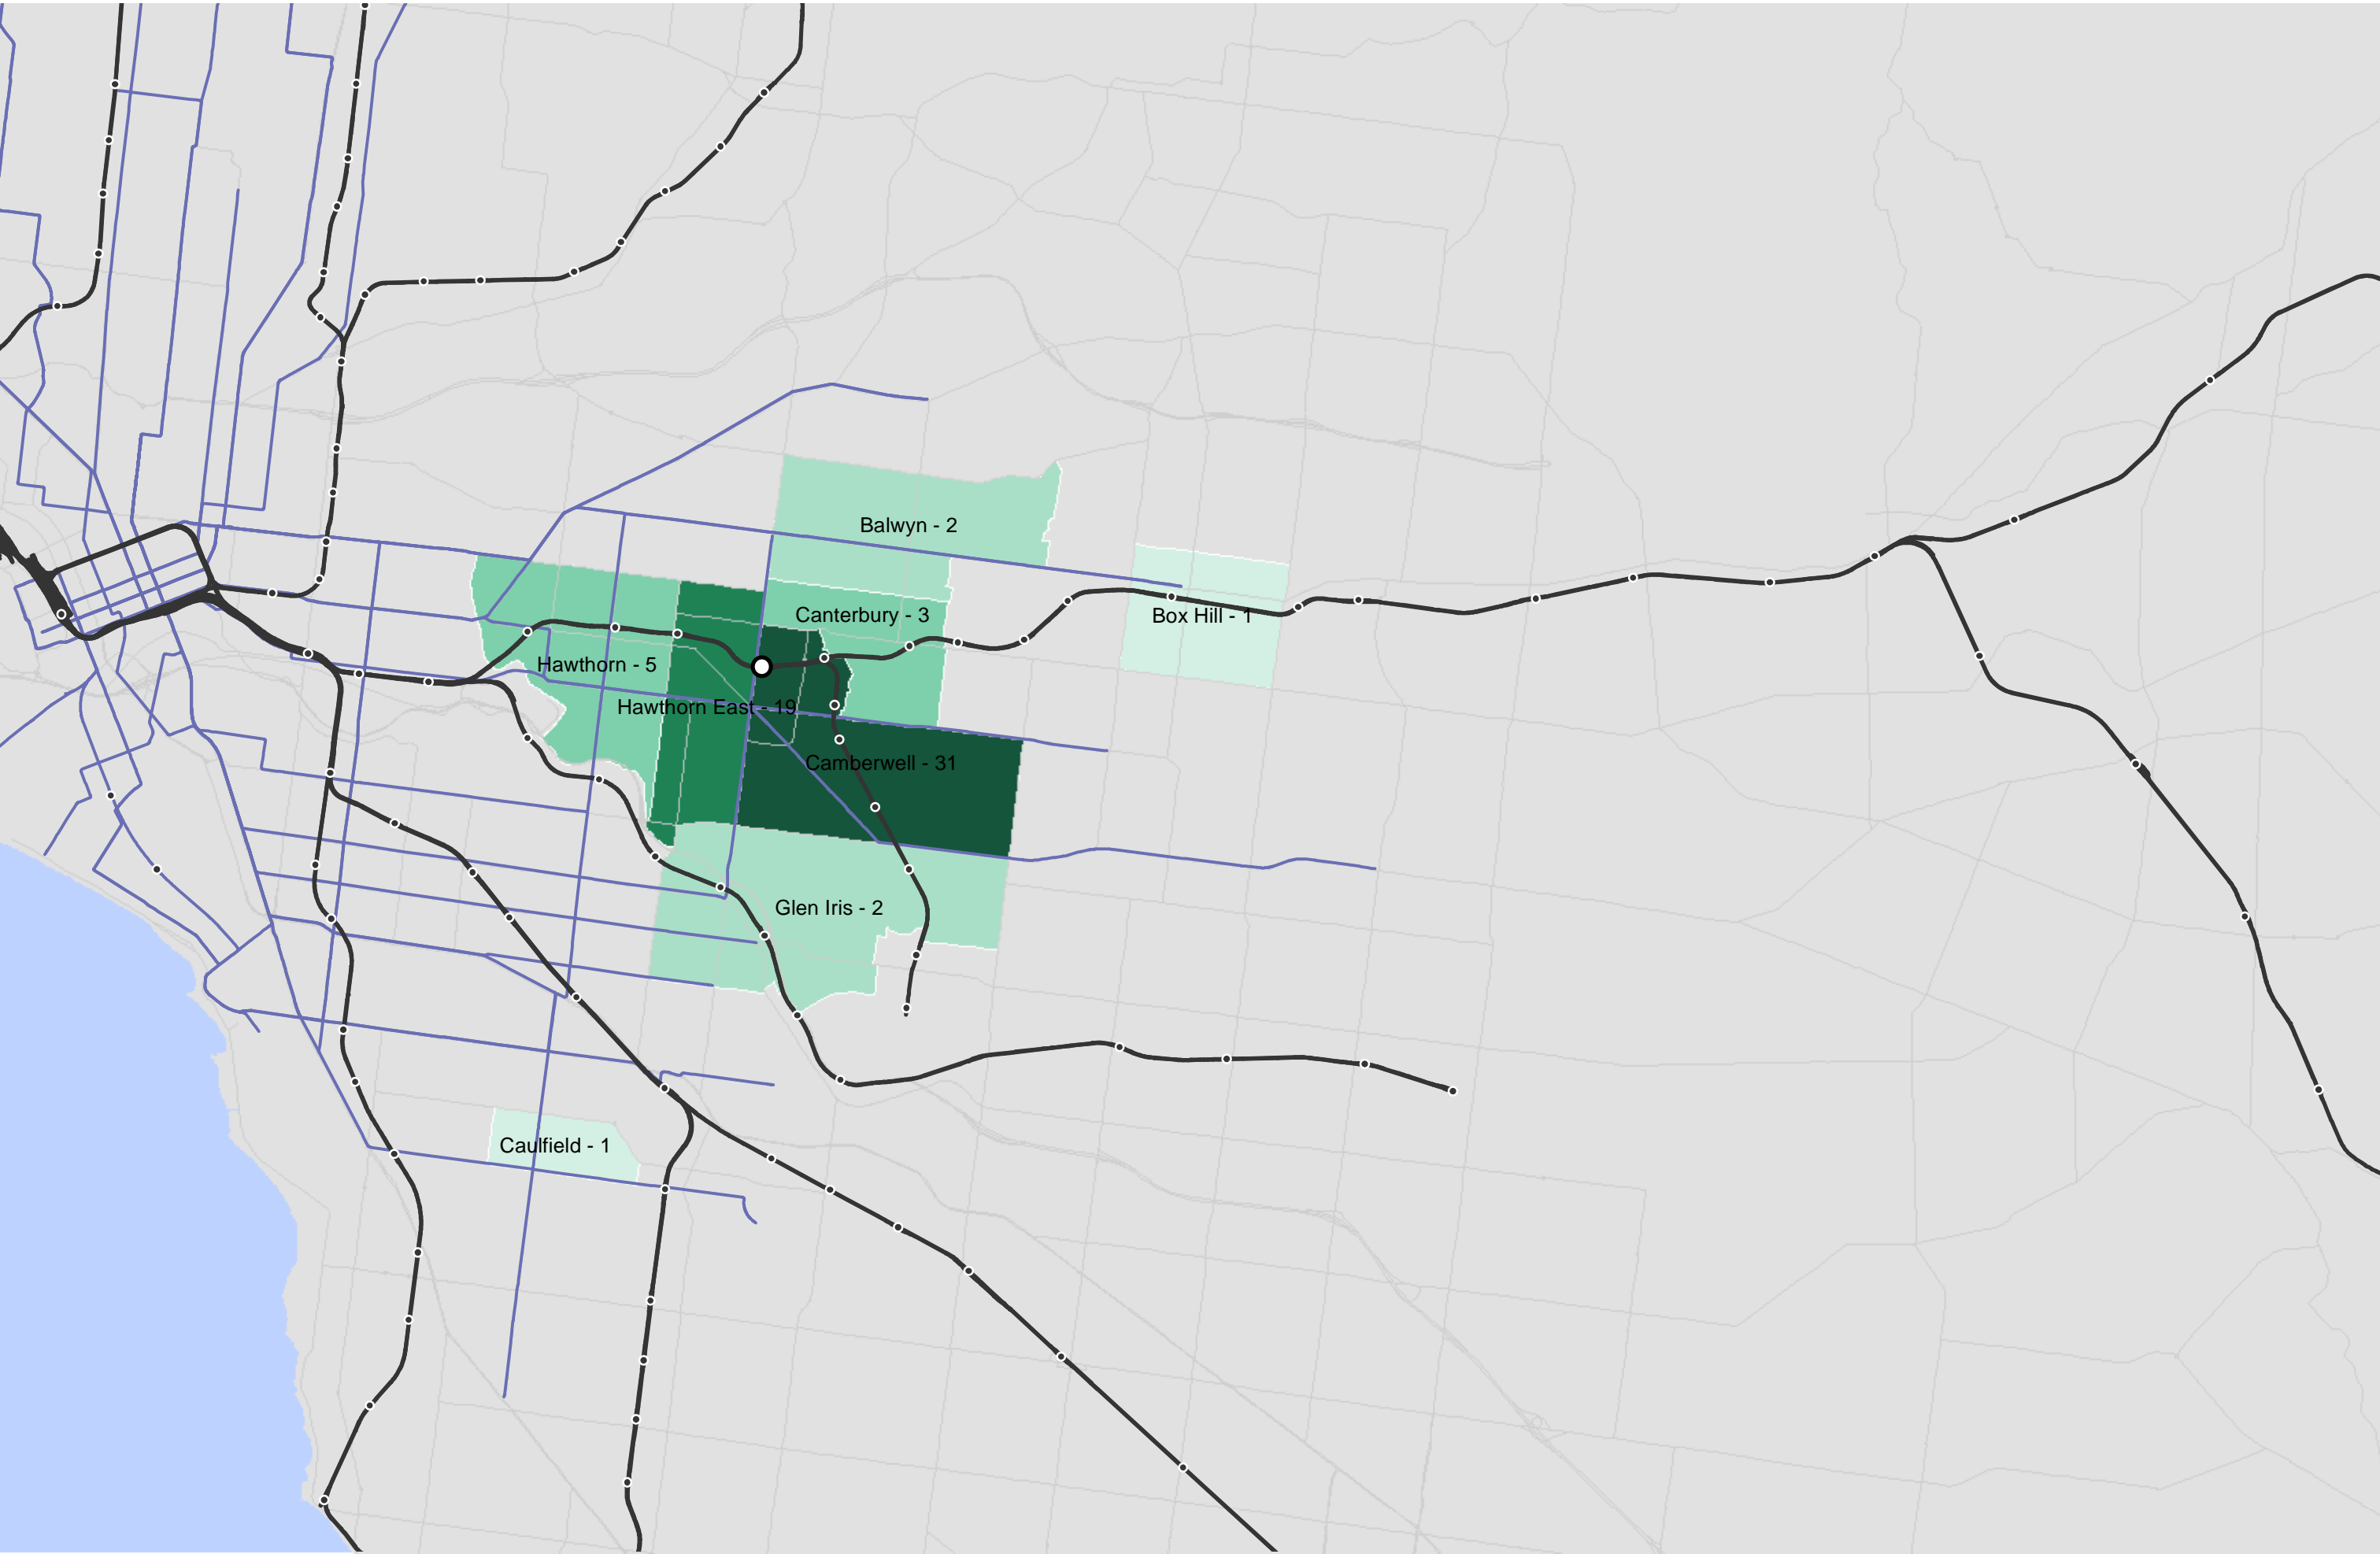 Balwyn - 2
Canterbury - 3
Box Hill - 1
Hawthorn - 5
Hawthorn East - 19
Camberwell - 31
Glen Iris - 2
Caulfield - 1